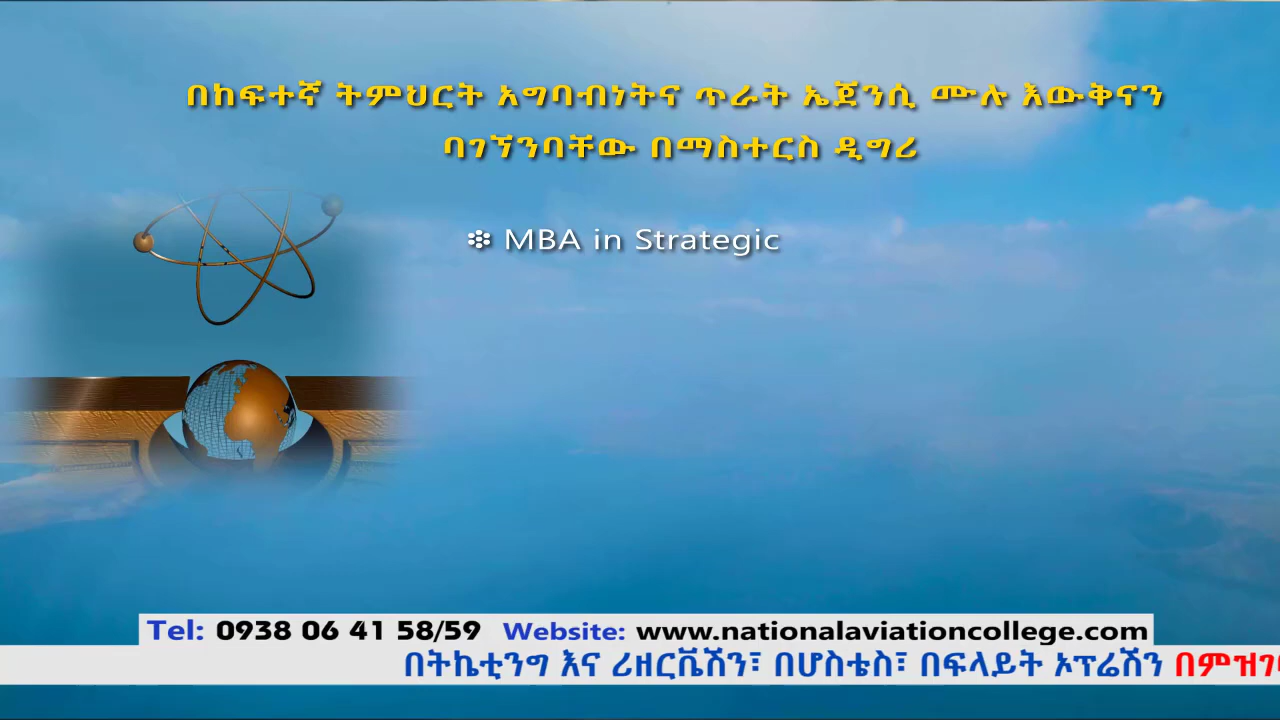 በከፍተኛ ትምህርት አግባብነትና ጥራት ኤጀንሲ ሙሉ እውቅናን
ባገኘንባቸው በማስተርስ ዲግሪ
MBA in Strategic
Tel: 0938 06 41 58/59 Website: www.nationalaviationcollege.com
በትኬቲንግ እና ሪዘርቬሽን፣ በሆስቴስ፣ በፍላይት ኦፕሬሽን